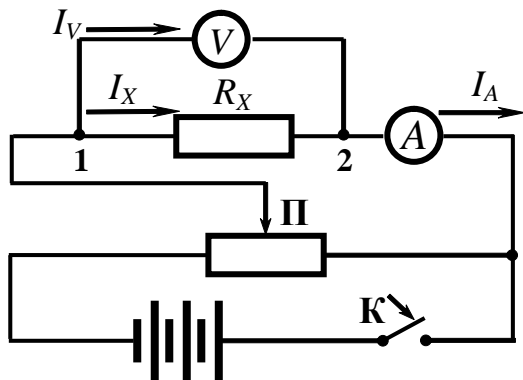 I_V
V
I_X R_X I_A
1 2 A
П
К